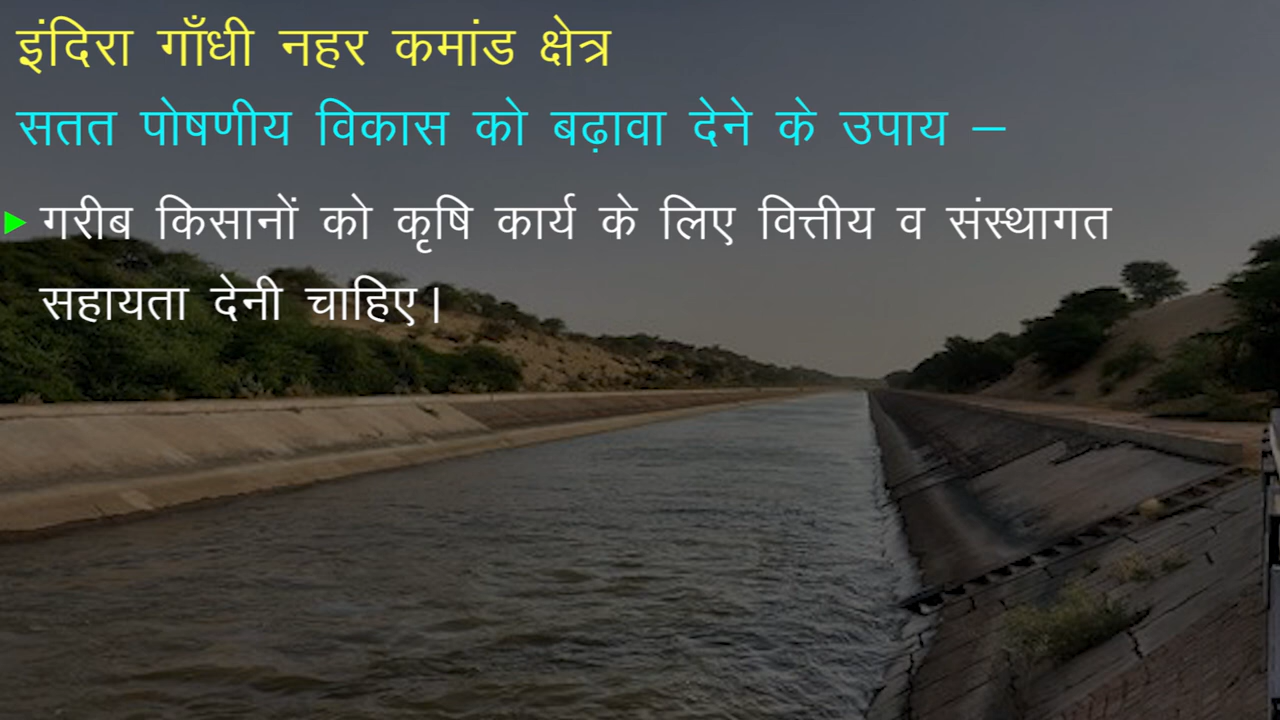 इंदिरा गाँधी नहर कमांड क्षेत्र
सतत पोषणीय विकास को बढ़ावा देने के उपाय –
गरीब किसानों को कृषि कार्य के लिए वित्तीय व संस्थागत
सहायता देनी चाहिए।